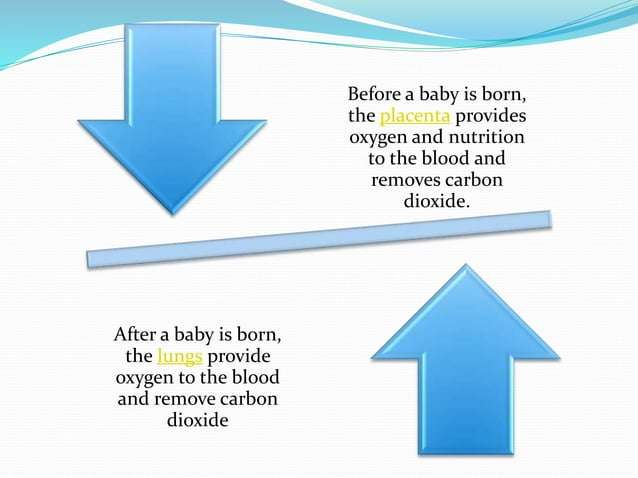 Before a baby is born,
the placenta provides
oxygen and nutrition
to the blood and
removes carbon
dioxide.
After a baby is born,
the lungs provide
oxygen to the blood
and remove carbon
dioxide